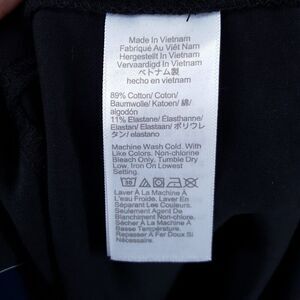 Made In Vietnam
Fabriqué Au Viêt Nam
Hergestellt In Vietnam
Vervaardigd In Vietnam
ベトナム製
hecho en vietnam
89% Cotton/ Coton/
Baumwolle/ Katoen/ 綿/
algodón
11% Elastane/ Élasthanne/
Elastan/ Elastaan/ ポリウレ
タン/ elastano
Machine Wash Cold. With
Like Colors. Non-chlorine
Bleach Only. Tumble Dry
Low. Iron On Lowest
Setting.
Laver À La Machine À
L'eau Froide. Laver En
Séparant Les Couleurs.
Seulement Agent De
Blanchiment Non-Chloré.
Sécher À La Machine À
Basse Température.
Repasser À Fer Doux Si
Nécessaire.